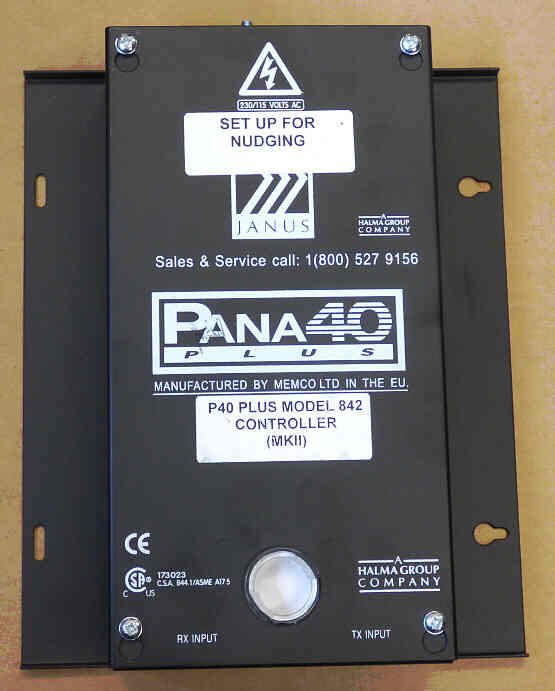 230/115 VOLTS AC
SET UP FOR
NUDGING
JANUS
A
HALMA GROUP
COMPANY
Sales & Service call: 1(800) 527 9156
PANA40
PLUS
MANUFACTURED BY MEMCO LTD IN THE EU.
P40 PLUS MODEL 842
CONTROLLER
(MKII)
CE
CSA® 173023
C.S.A. B44.1/ASME A17.5
C US
A
HALMA GROUP
COMPANY
RX INPUT
TX INPUT